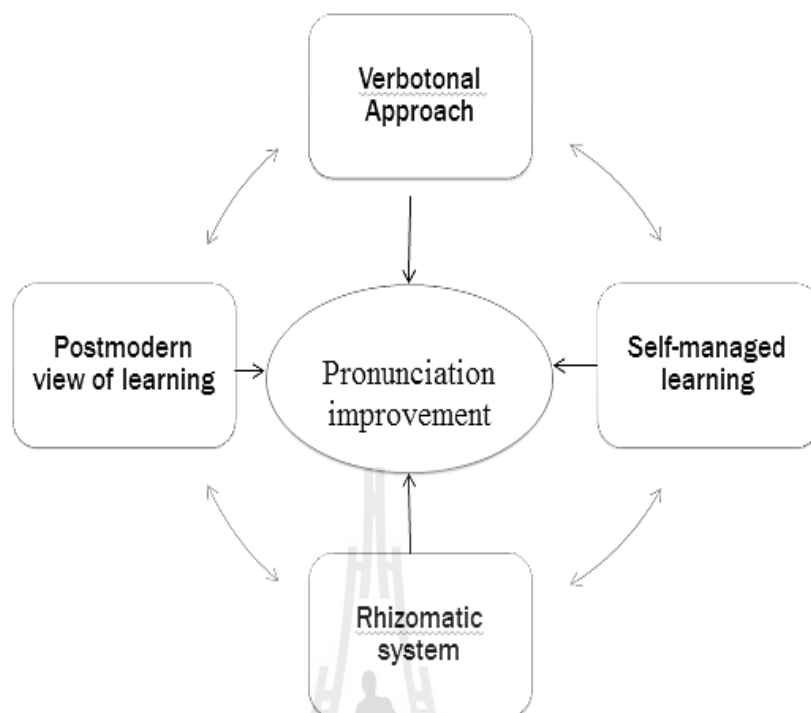 Verbotonal
Approach
Postmodern
view of learning
Pronunciation
improvement
Self-managed
learning
Rhizomatic
system